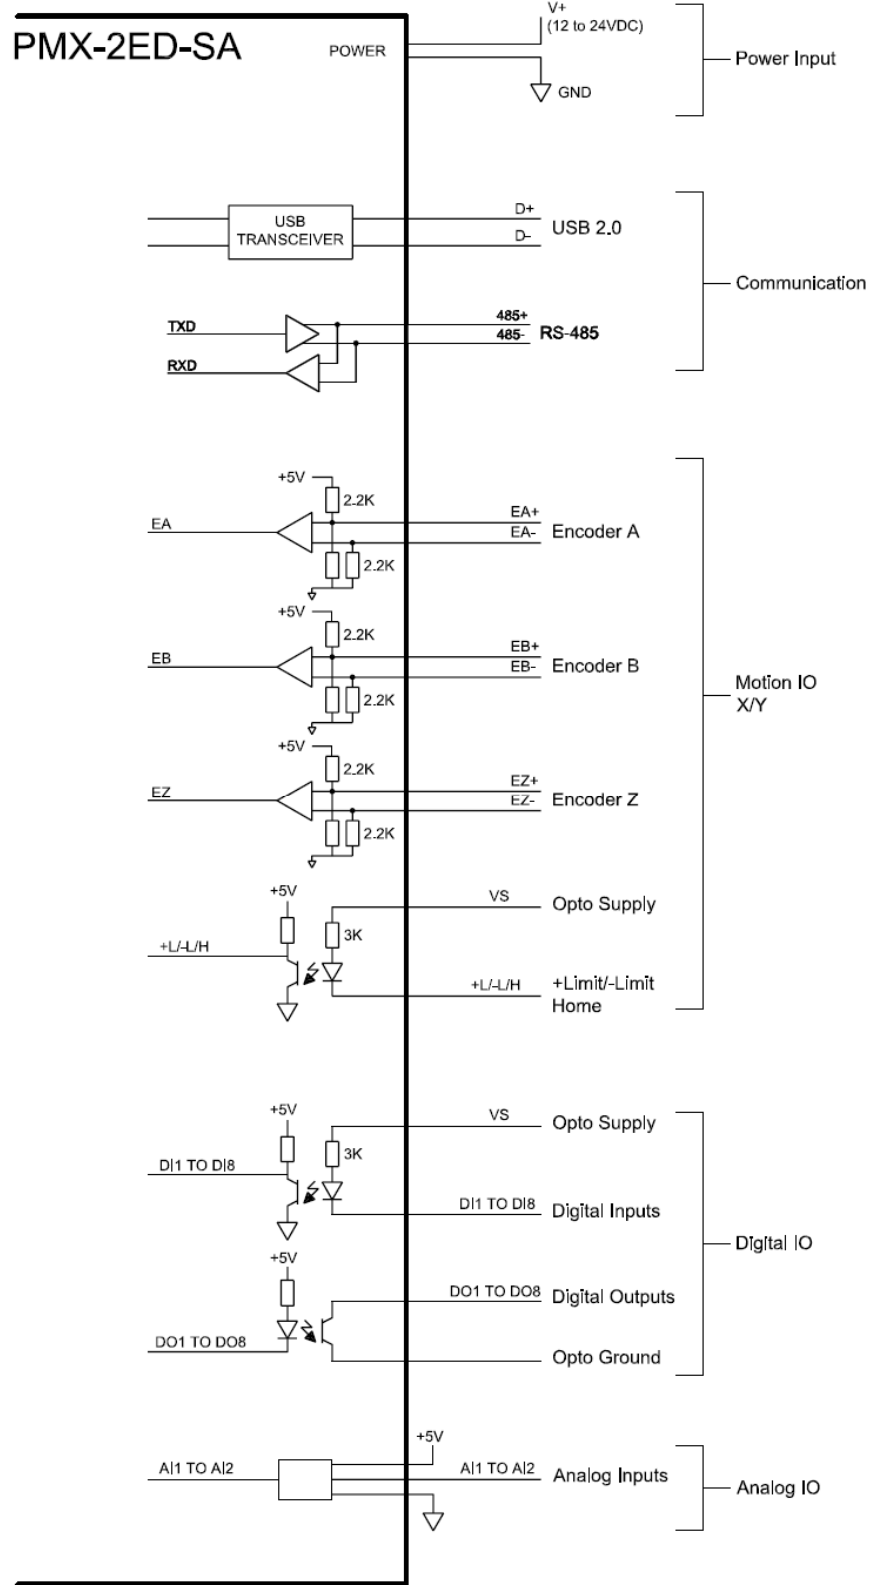 PMX-2ED-SA
POWER
V+
(12 to 24VDC)
GND
Power Input
USB
TRANSCEIVER
D+
D-
USB 2.0
Communication
TXD
RXD
485+
485-
RS-485
+5V
2.2K
EA
EA+
EA-
Encoder A
2.2K
+5V
2.2K
EB
EB+
EB-
Encoder B
2.2K
Motion IO
X/Y
+5V
2.2K
EZ
EZ+
EZ-
Encoder Z
2.2K
+5V
VS
Opto Supply
3K
+L/-L/H
+L/-L/H
+Limit/-Limit
Home
+5V
VS
Opto Supply
3K
DI1 TO DI8
DI1 TO DI8
Digital Inputs
Digital IO
+5V
DO1 TO DO8
Digital Outputs
DO1 TO DO8
Opto Ground
+5V
AI1 TO AI2
AI1 TO AI2
Analog Inputs
Analog IO